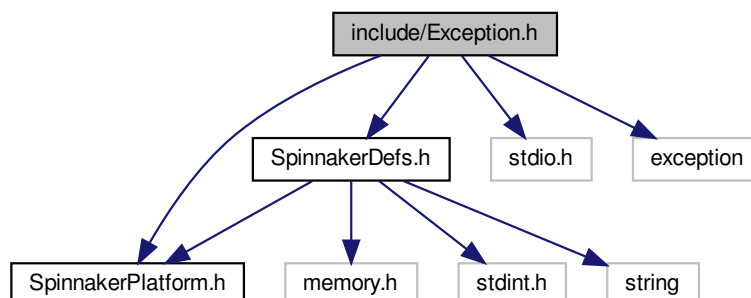 include/Exception.h
SpinnakerDefs.h
stdio.h
exception
SpinnakerPlatform.h
memory.h
stdint.h
string